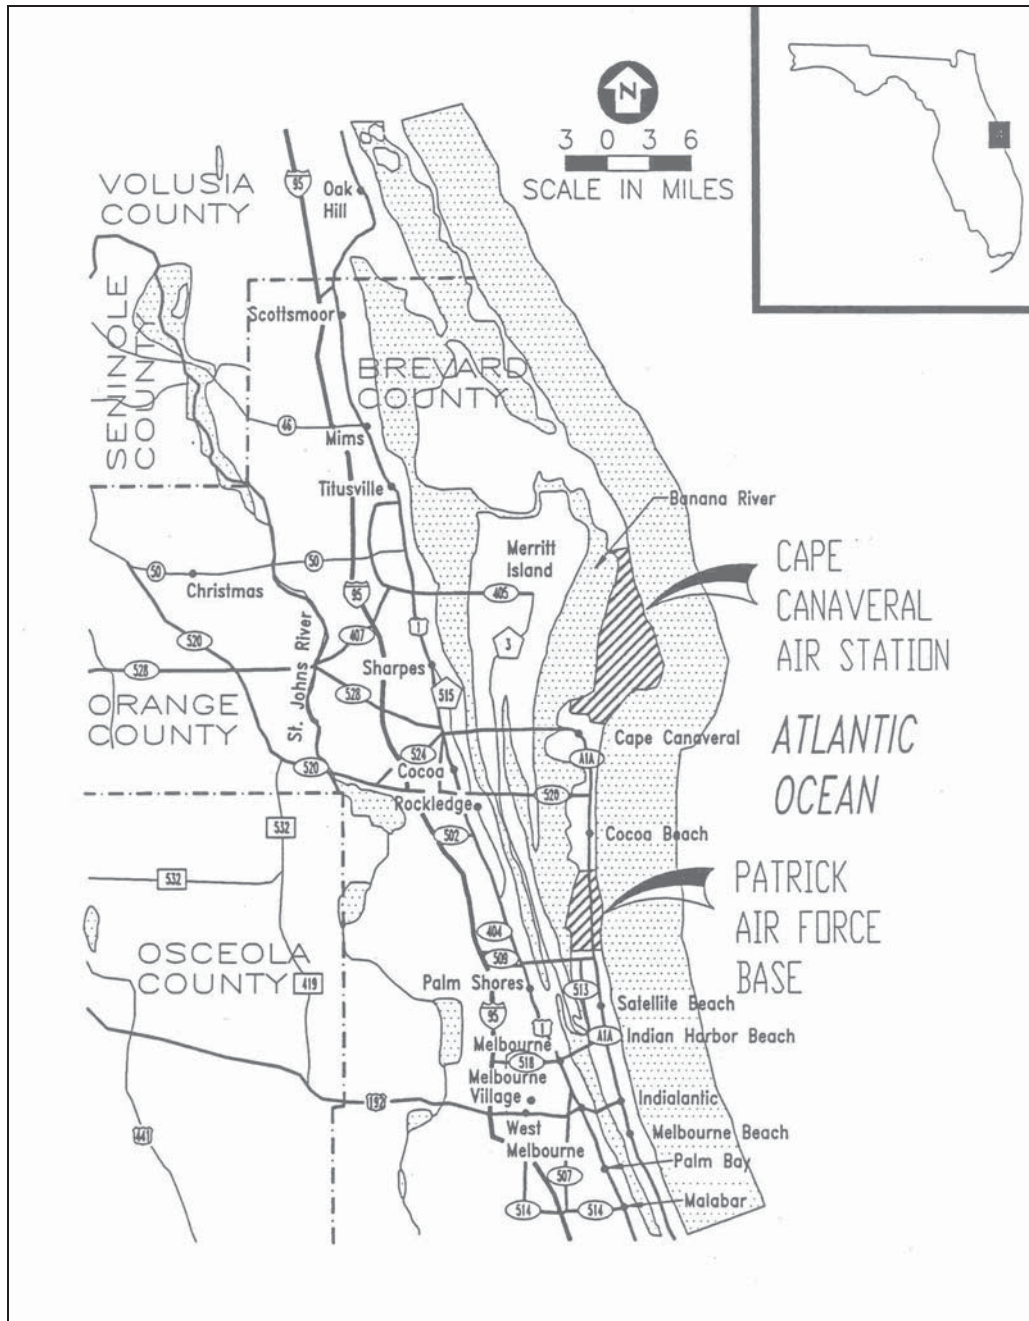 N
3 0 3 6
SCALE IN MILES
VOLUSIA
COUNTY
95
Oak
Hill
SENINOLE
COUNTY
Scottsmoor
BREVARD
COUNTY
46
Mims
Titusville
Banana River
Merritt
Island
CAPE
CANAVERAL
AIR STATION
50
50
Christmas
95
405
1
3
520
407
528
St. Johns River
Sharpes
515
528
ORANGE
COUNTY
Cape Canaveral
ATLANTIC
OCEAN
A1A
524
Cocoa
520
520
Rockledge
532
502
Cocoa Beach
532
PATRICK
AIR FORCE
BASE
404
509
OSCEOLA
COUNTY
419
Palm Shores
513
Satellite Beach
95
1
A1A
Indian Harbor Beach
Melbourne
518
Melbourne
Village
192
Indialantic
West
Melbourne
441
Melbourne Beach
Palm Bay
507
Malabar
514
514